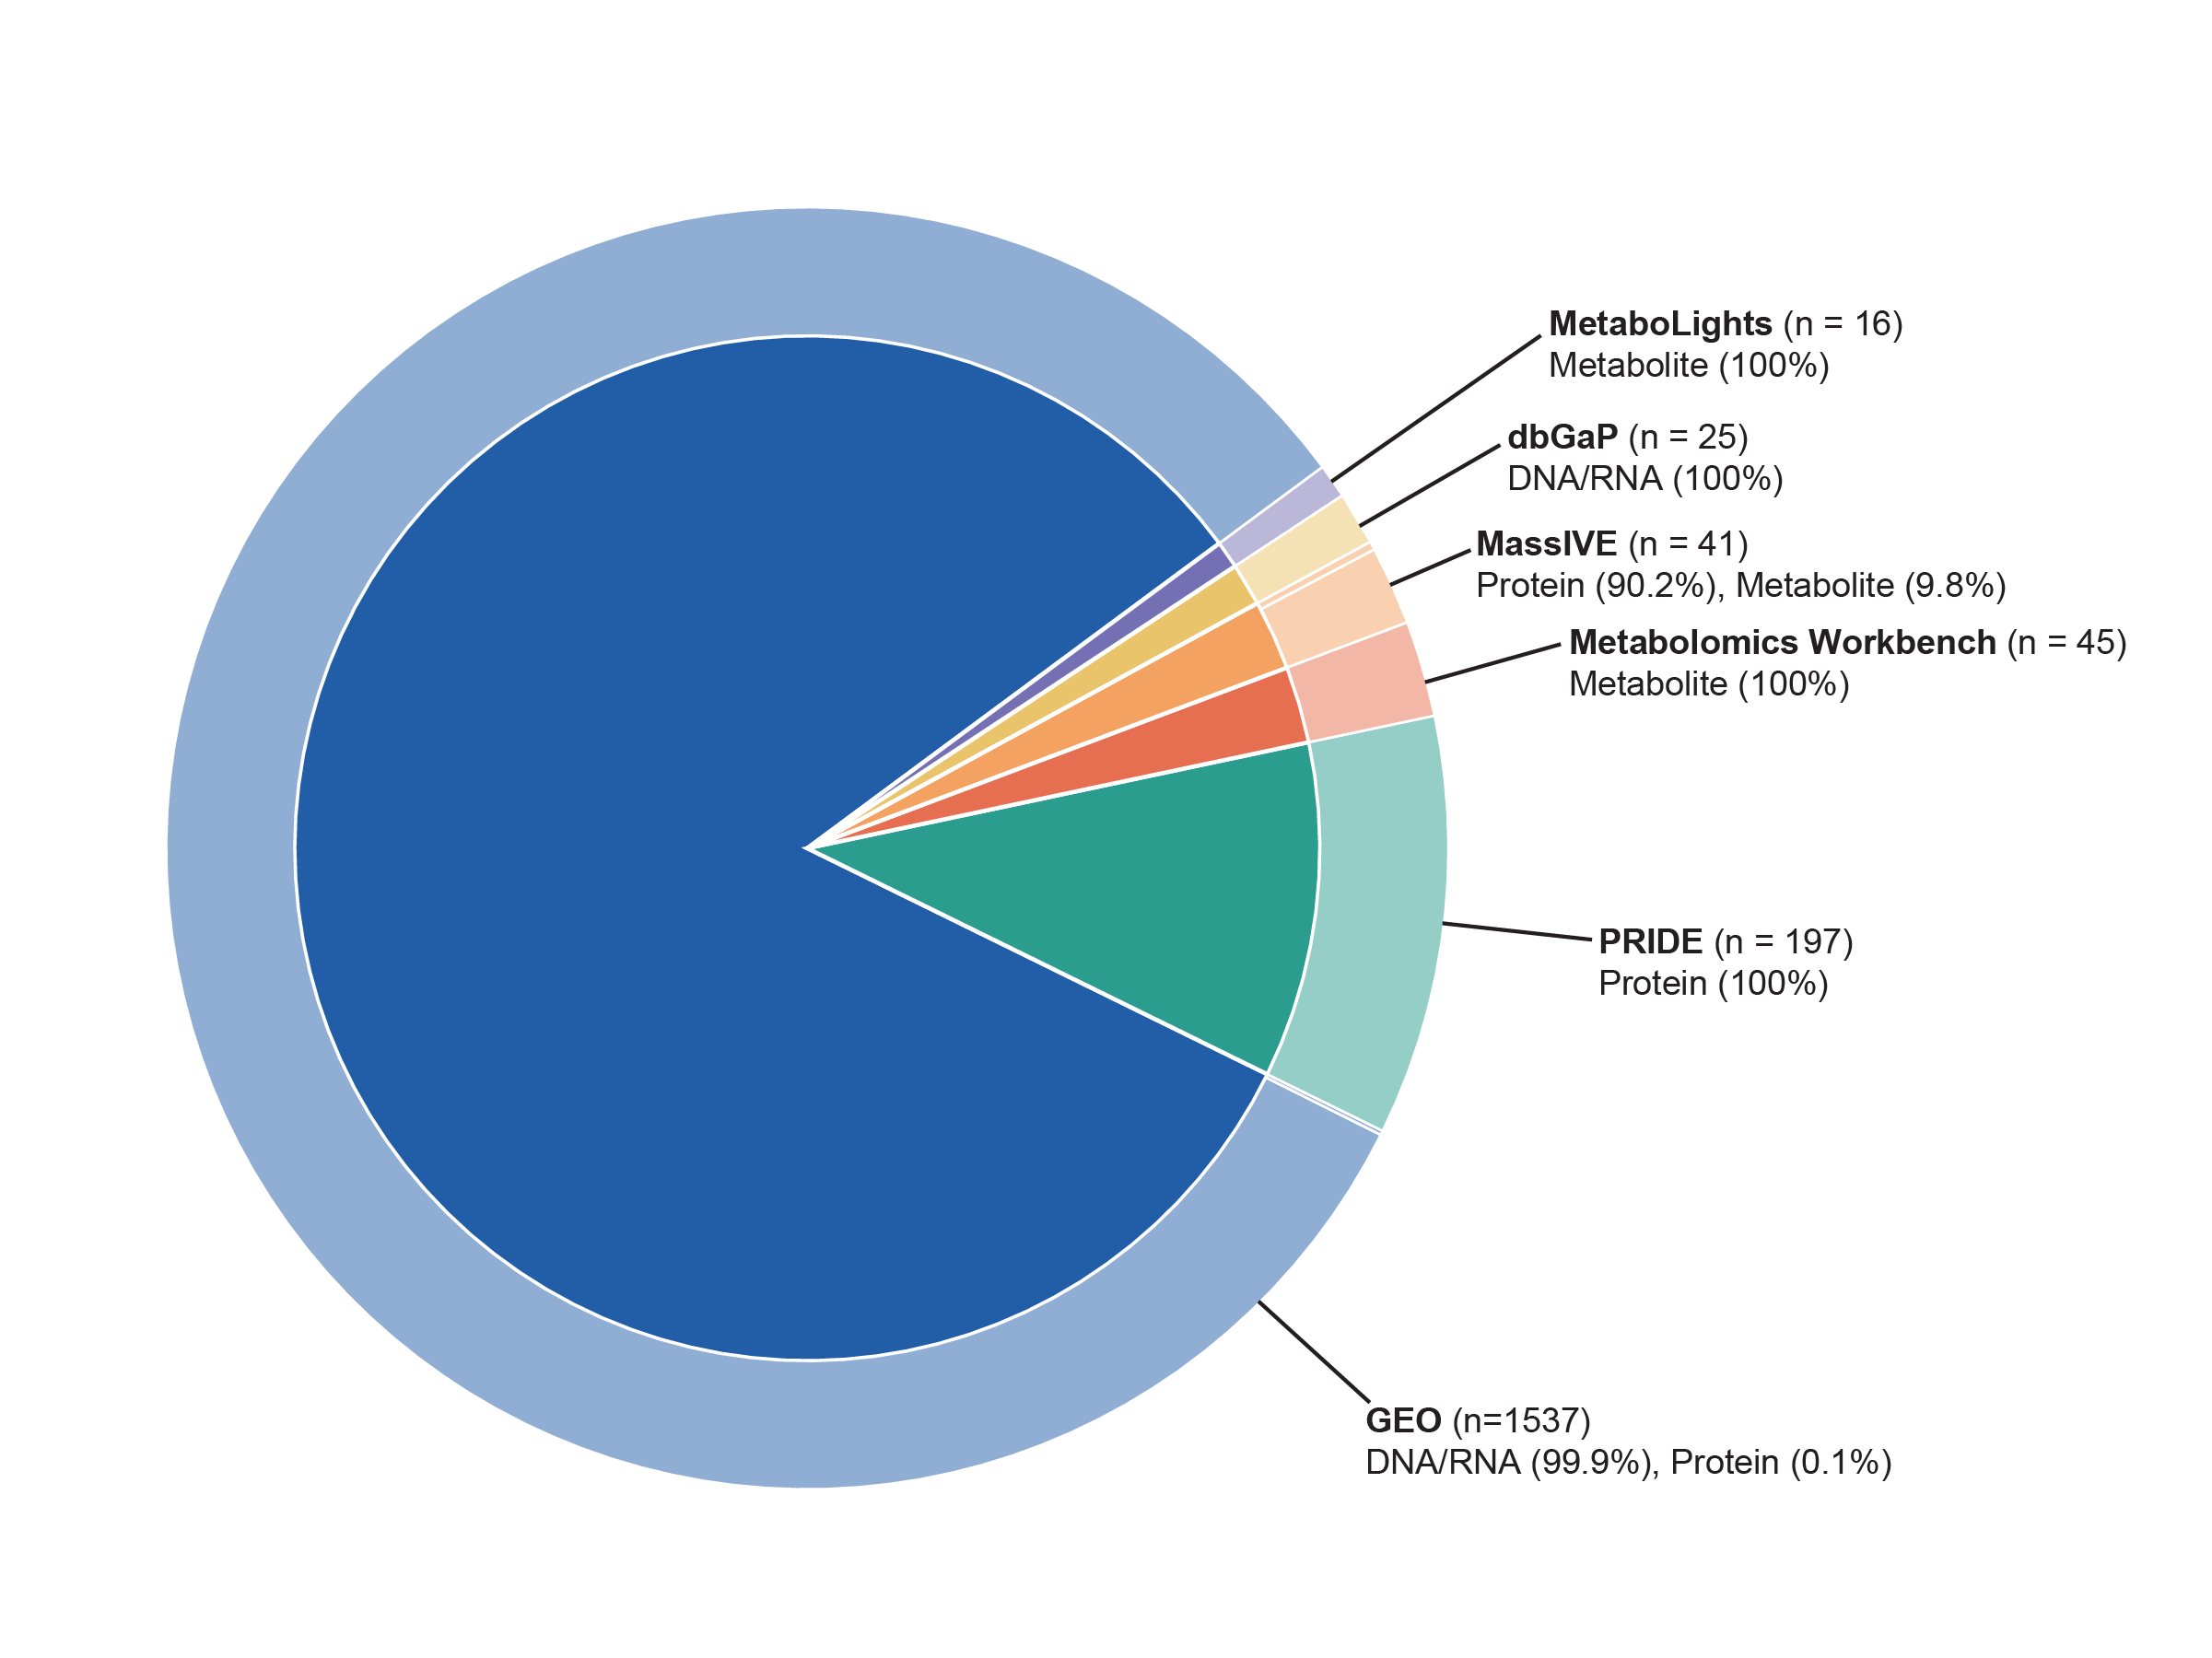 MetaboLights (n = 16)
Metabolite (100%)
dbGaP (n = 25)
DNA/RNA (100%)
MassIVE (n = 41)
Protein (90.2%), Metabolite (9.8%)
Metabolomics Workbench (n = 45)
Metabolite (100%)
PRIDE (n = 197)
Protein (100%)
GEO (n=1537)
DNA/RNA (99.9%), Protein (0.1%)